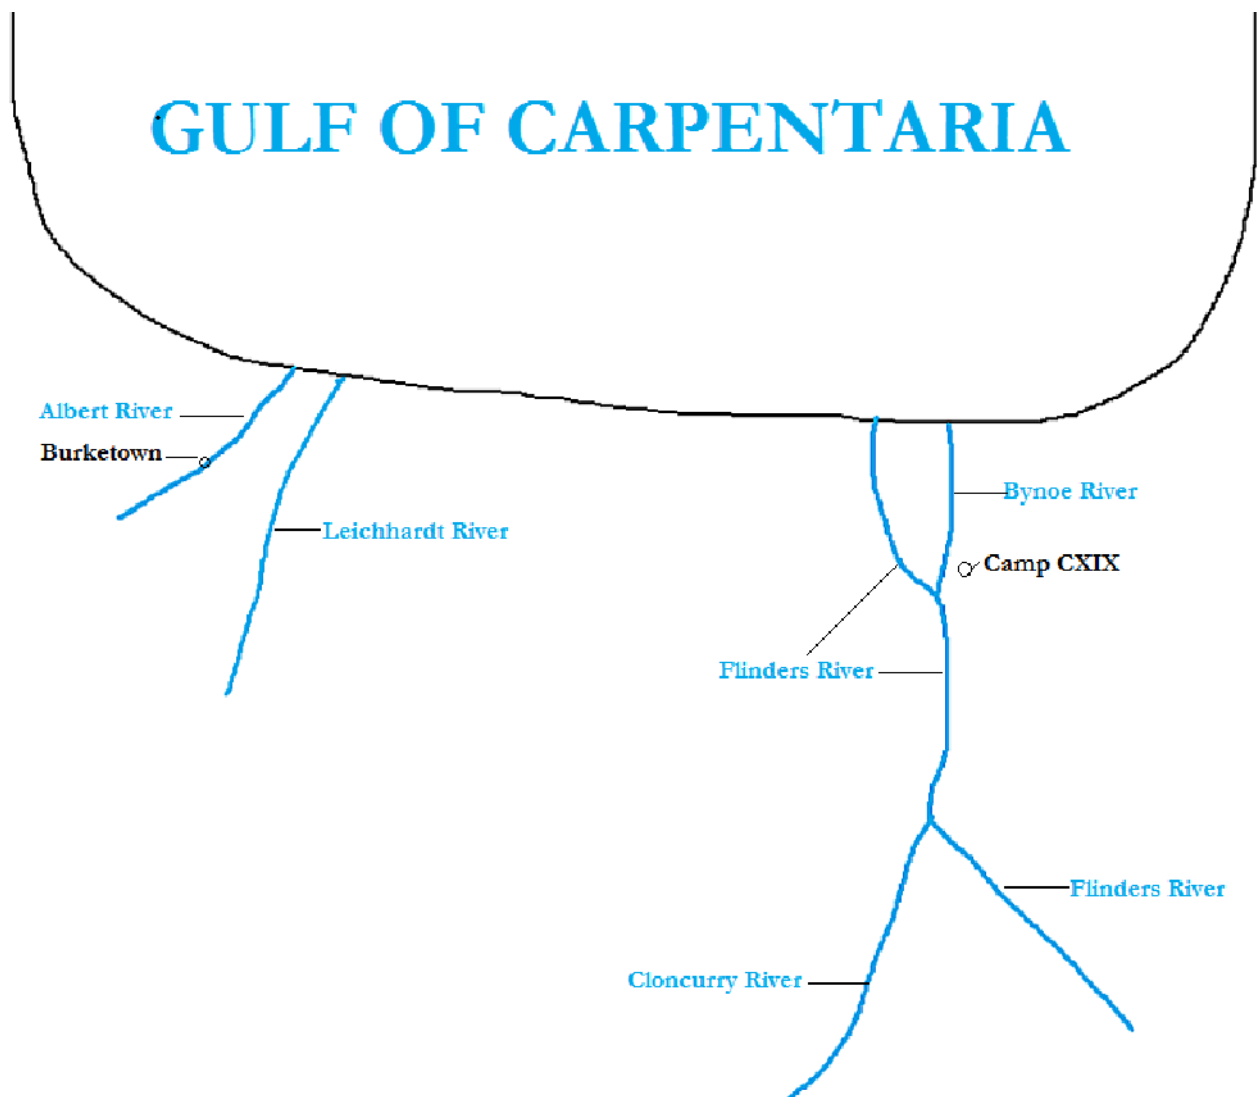 GULF OF CARPENTARIA
Albert River
Burketown
Leichhardt River
Bynoe River
Camp CXIX
Flinders River
Flinders River
Cloncurry River